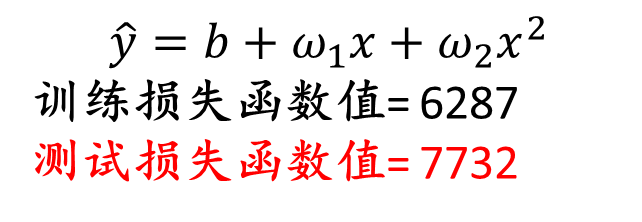 ŷ = b + ω₁x + ω₂x²
训练损失函数值= 6287
测试损失函数值= 7732